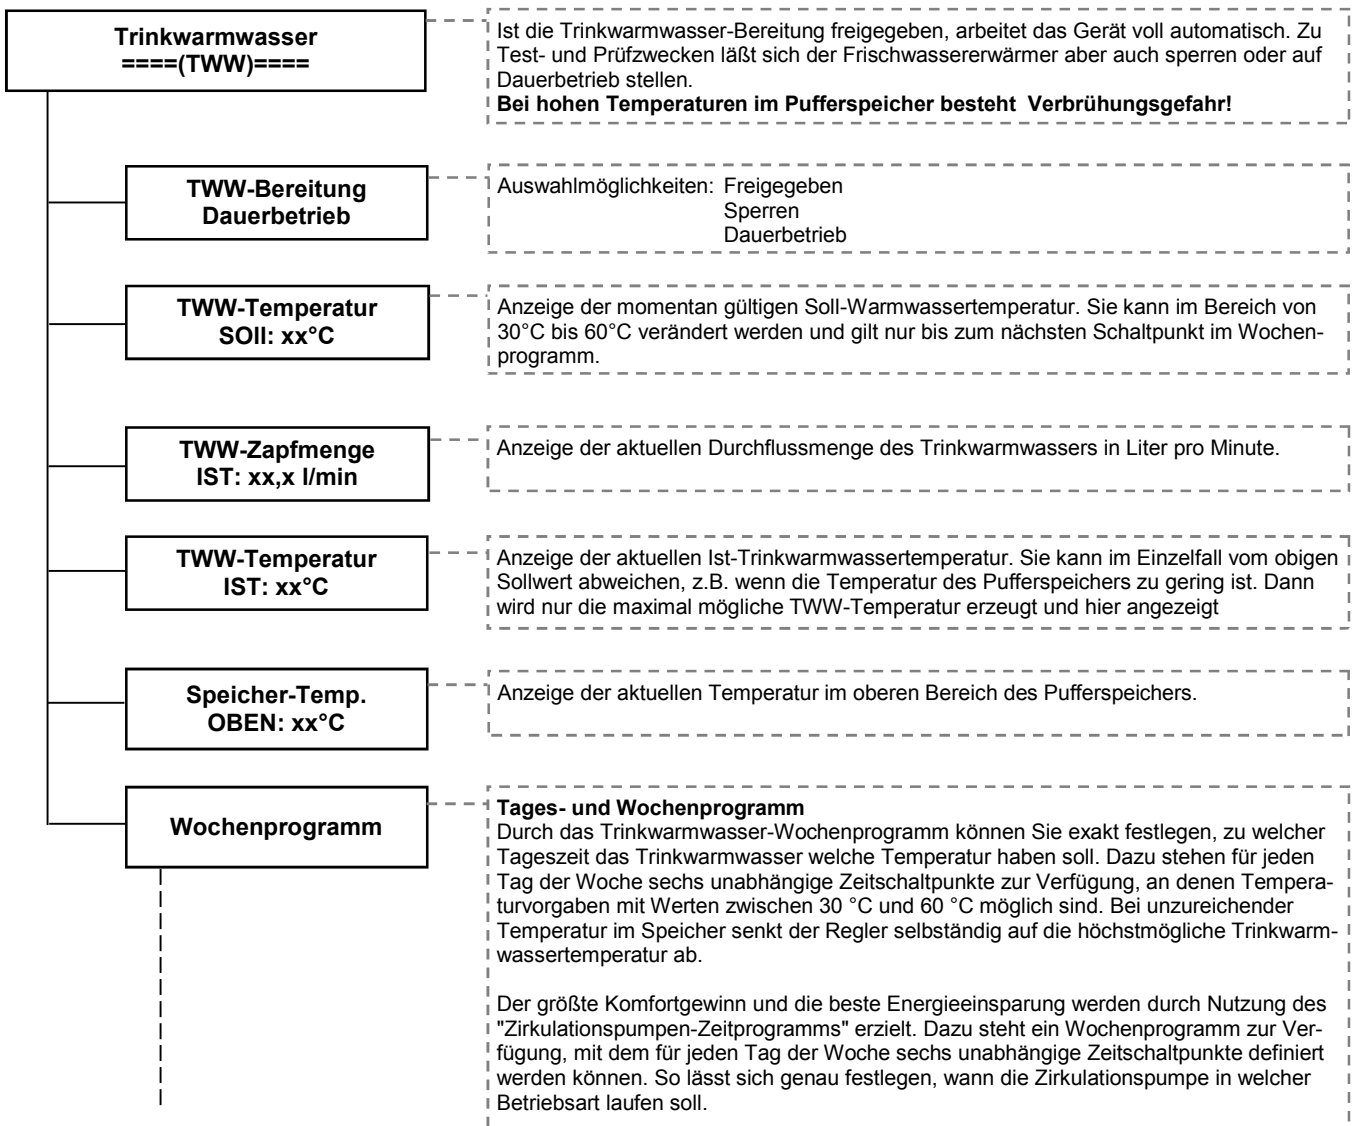 Trinkwarmwasser
====(TWW)====
Ist die Trinkwarmwasser-Bereitung freigegeben, arbeitet das Gerät voll automatisch. Zu
Test- und Prüfzwecken läßt sich der Frischwassererwärmer aber auch sperren oder auf
Dauerbetrieb stellen.
Bei hohen Temperaturen im Pufferspeicher besteht Verbrühungsgefahr!
TWW-Bereitung
Dauerbetrieb
Auswahlmöglichkeiten: Freigegeben
Sperren
Dauerbetrieb
TWW-Temperatur
SOll: xx°C
Anzeige der momentan gültigen Soll-Warmwassertemperatur. Sie kann im Bereich von
30°C bis 60°C verändert werden und gilt nur bis zum nächsten Schaltpunkt im Wochen-
programm.
TWW-Zapfmenge
IST: xx,x l/min
Anzeige der aktuellen Durchflussmenge des Trinkwarmwassers in Liter pro Minute.
TWW-Temperatur
IST: xx°C
Anzeige der aktuellen Ist-Trinkwarmwassertemperatur. Sie kann im Einzelfall vom obigen
Sollwert abweichen, z.B. wenn die Temperatur des Pufferspeichers zu gering ist. Dann
wird nur die maximal mögliche TWW-Temperatur erzeugt und hier angezeigt
Speicher-Temp.
OBEN: xx°C
Anzeige der aktuellen Temperatur im oberen Bereich des Pufferspeichers.
Wochenprogramm
Tages- und Wochenprogramm
Durch das Trinkwarmwasser-Wochenprogramm können Sie exakt festlegen, zu welcher
Tageszeit das Trinkwarmwasser welche Temperatur haben soll. Dazu stehen für jeden
Tag der Woche sechs unabhängige Zeitschaltpunkte zur Verfügung, an denen Tempera-
turvorgaben mit Werten zwischen 30 °C und 60 °C möglich sind. Bei unzureichender
Temperatur im Speicher senkt der Regler selbständig auf die höchstmögliche Trinkwarm-
wassertemperatur ab.
Der größte Komfortgewinn und die beste Energieeinsparung werden durch Nutzung des
"Zirkulationspumpen-Zeitprogramms" erzielt. Dazu steht ein Wochenprogramm zur Ver-
fügung, mit dem für jeden Tag der Woche sechs unabhängige Zeitschaltpunkte definiert
werden können. So lässt sich genau festlegen, wann die Zirkulationspumpe in welcher
Betriebsart laufen soll.